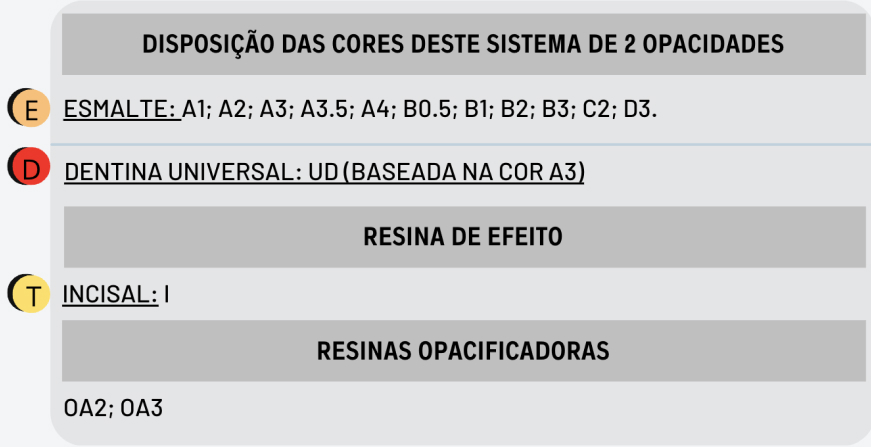 DISPOSIÇÃO DAS CORES DESTE SISTEMA DE 2 OPACIDADES
E ESMALTE: A1; A2; A3; A3.5; A4; B0.5; B1; B2; B3; C2; D3.
D DENTINA UNIVERSAL: UD (BASEADA NA COR A3)
RESINA DE EFEITO
T INCISAL: I
RESINAS OPACIFICADORAS
OA2; OA3